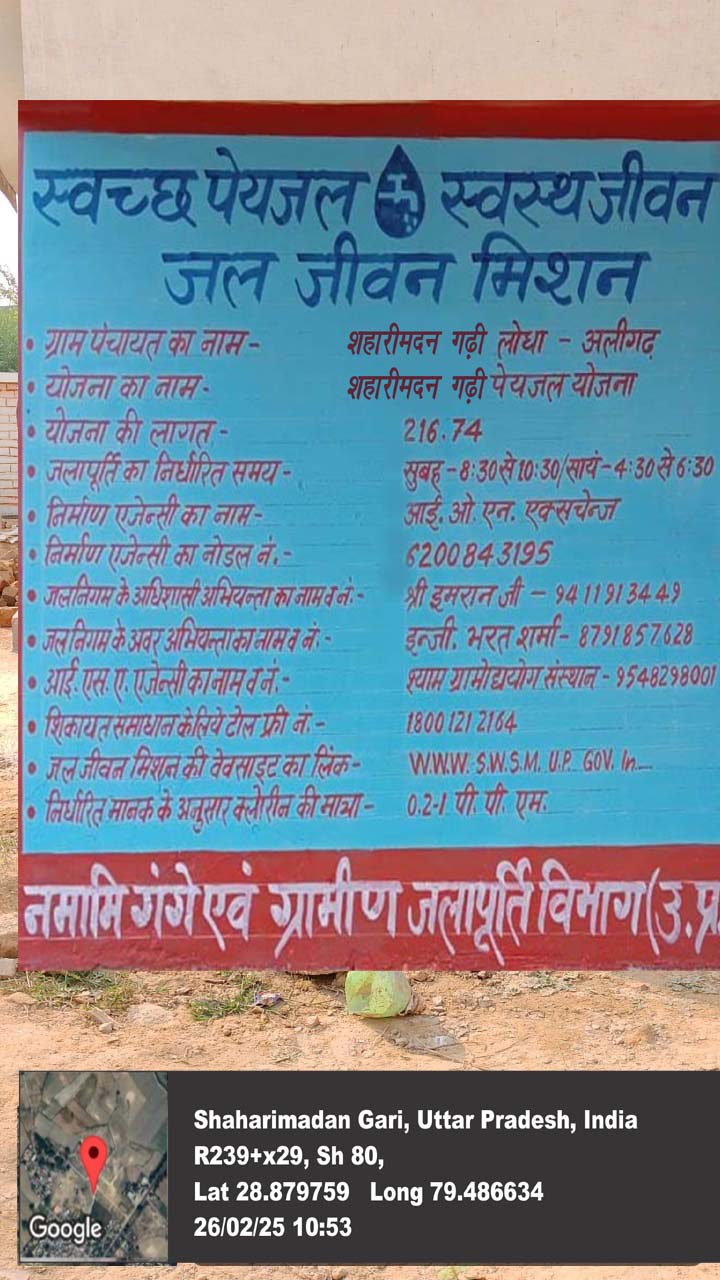 स्वच्छ पेयजल स्वस्थ जीवन
जल जीवन मिशन
• ग्राम पंचायत का नाम - शहारीमदन गढ़ी लोधा - अलीगढ़
• योजना का नाम - शहारीमदन गढ़ी पेयजल योजना
• योजना की लागत - 216.74
• जलापूर्ति का निर्धारित समय - सुबह - 8:30 से 10:30/सायं - 4:30 से 6:30
• निर्माण एजेन्सी का नाम - आई. ओ. एन. एक्सचेन्ज
• निर्माण एजेन्सी का नोडल नं. - 6200843195
• जलनिगम के अधिशासी अभियन्ता का नाम व नं. - श्री इमरान जी - 9411913449
• जलनिगम के अवर अभियन्ता का नाम व नं. - इन्जी. भरत शर्मा - 8791857628
• आई. एस. ए. एजेन्सी का नाम व नं. - श्याम ग्रामोद्ययोग संस्थान - 9548298001
• शिकायत समाधान के लिये टोल फ्री नं. - 1800 121 2164
• जल जीवन मिशन की वेवसाइट का लिंक - W.W.W. S.W.S.M. U.P. GOV. In....
• निर्धारित मानक के अनुसार क्लोरीन की मात्रा - 0.2-1 पी. पी. एम.
नमामि गंगे एवं ग्रामीण जलापूर्ति विभाग (उ.प्र.
Shaharimadan Gari, Uttar Pradesh, India
R239+x29, Sh 80,
Lat 28.879759 Long 79.486634
26/02/25 10:53
Google